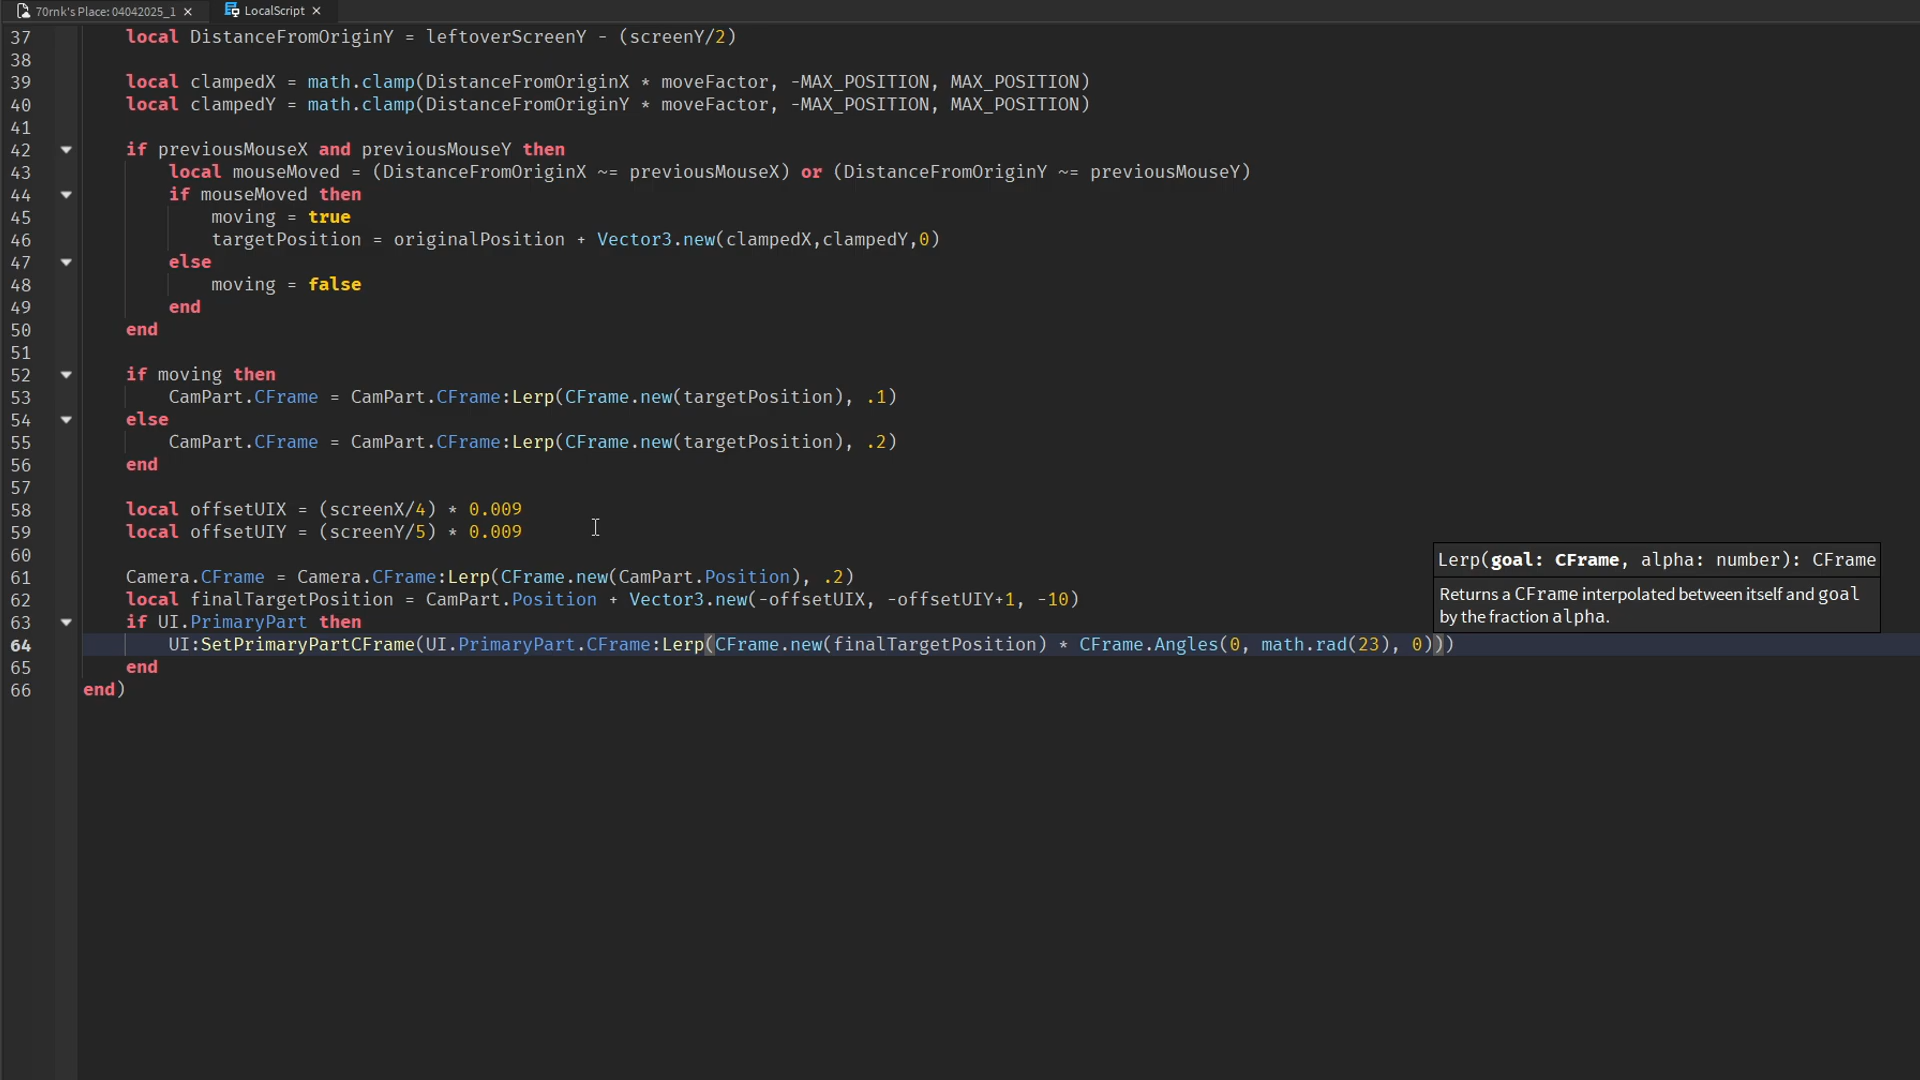 70rnk's Place: 04042025_1 × LocalScript ×
37 local DistanceFromOriginY = leftoverScreenY - (screenY/2)
38
39 local clampedX = math.clamp(DistanceFromOriginX * moveFactor, -MAX_POSITION, MAX_POSITION)
40 local clampedY = math.clamp(DistanceFromOriginY * moveFactor, -MAX_POSITION, MAX_POSITION)
41
42 if previousMouseX and previousMouseY then
43 local mouseMoved = (DistanceFromOriginX ~= previousMouseX) or (DistanceFromOriginY ~= previousMouseY)
44 if mouseMoved then
45 moving = true
46 targetPosition = originalPosition + Vector3.new(clampedX,clampedY,0)
47 else
48 moving = false
49 end
50 end
51
52 if moving then
53 CamPart.CFrame = CamPart.CFrame:Lerp(CFrame.new(targetPosition), .1)
54 else
55 CamPart.CFrame = CamPart.CFrame:Lerp(CFrame.new(targetPosition), .2)
56 end
57
58 local offsetUIX = (screenX/4) * 0.009
59 local offsetUIY = (screenY/5) * 0.009
60
61 Camera.CFrame = Camera.CFrame:Lerp(CFrame.new(CamPart.Position), .2)
62 local finalTargetPosition = CamPart.Position + Vector3.new(-offsetUIX, -offsetUIY+1, -10)
63 if UI.PrimaryPart then
64 UI:SetPrimaryPartCFrame(UI.PrimaryPart.CFrame:Lerp(CFrame.new(finalTargetPosition) * CFrame.Angles(0, math.rad(23), 0)))
65 end
66 end)
Lerp(goal: CFrame, alpha: number): CFrame
Returns a CFrame interpolated between itself and goal
by the fraction alpha.